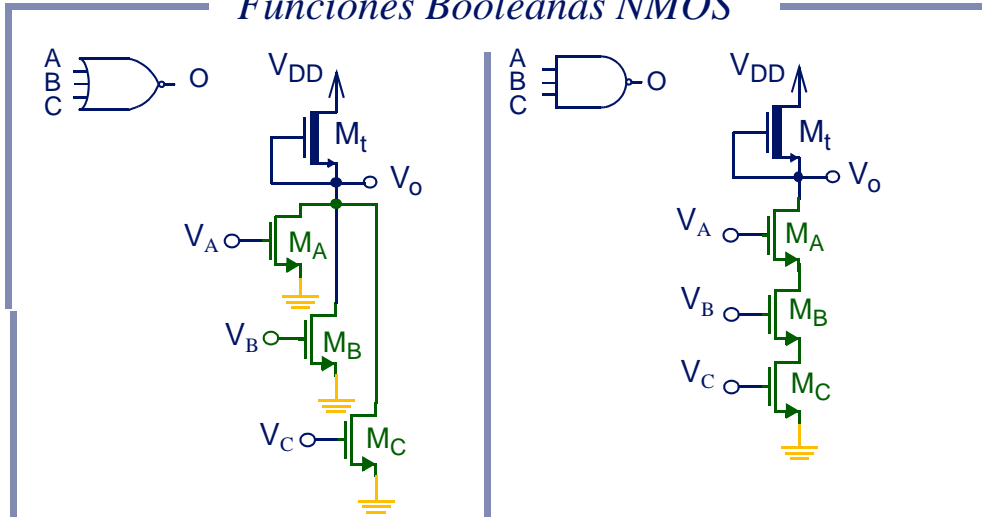 Funciones Booleanas NMOS
A
B
C
O
VDD
Mt
Vo
VA
MA
VB
MB
VC
MC
A
B
C
O
VDD
Mt
Vo
VA
MA
VB
MB
VC
MC